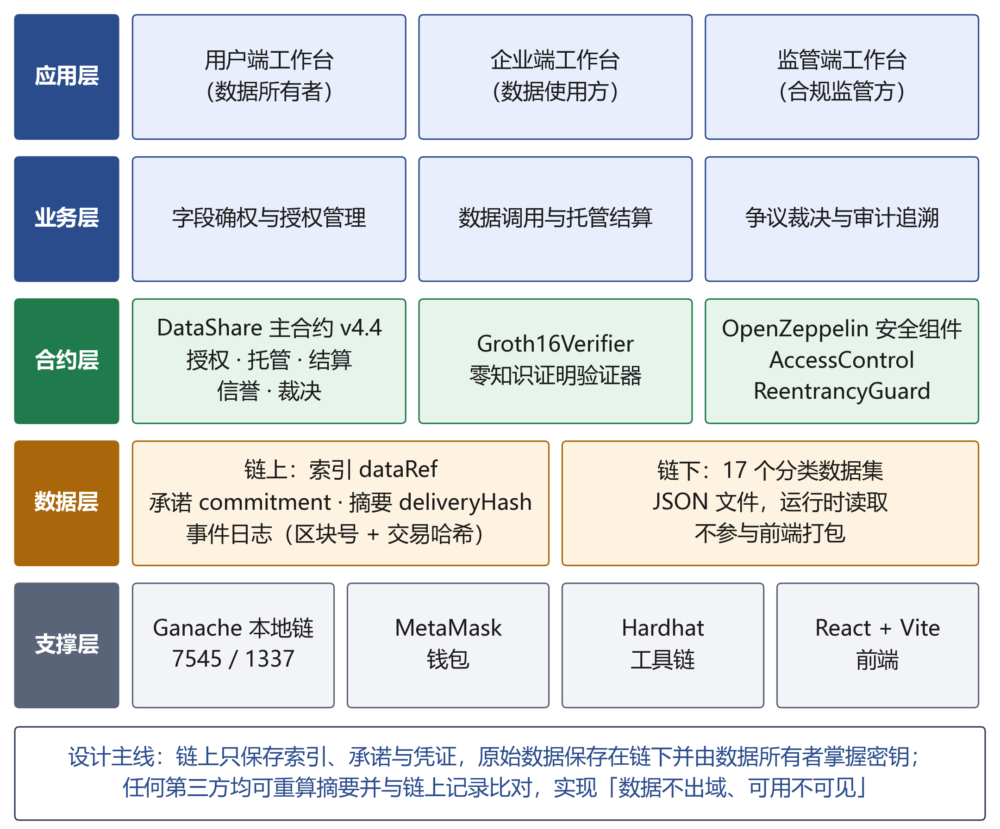 应用层
用户端工作台
（数据所有者）
企业端工作台
（数据使用方）
监管端工作台
（合规监管方）
业务层
字段确权与授权管理
数据调用与托管结算
争议裁决与审计追溯
合约层
DataShare 主合约 v4.4
授权 · 托管 · 结算
信誉 · 裁决
Groth16Verifier
零知识证明验证器
OpenZeppelin 安全组件
AccessControl
ReentrancyGuard
数据层
链上：索引 dataRef
承诺 commitment · 摘要 deliveryHash
事件日志（区块号 + 交易哈希）
链下：17 个分类数据集
JSON 文件，运行时读取
不参与前端打包
支撑层
Ganache 本地链
7545 / 1337
MetaMask
钱包
Hardhat
工具链
React + Vite
前端
设计主线：链上只保存索引、承诺与凭证，原始数据保存在链下并由数据所有者掌握密钥；
任何第三方均可重算摘要并与链上记录比对，实现「数据不出域、可用不可见」